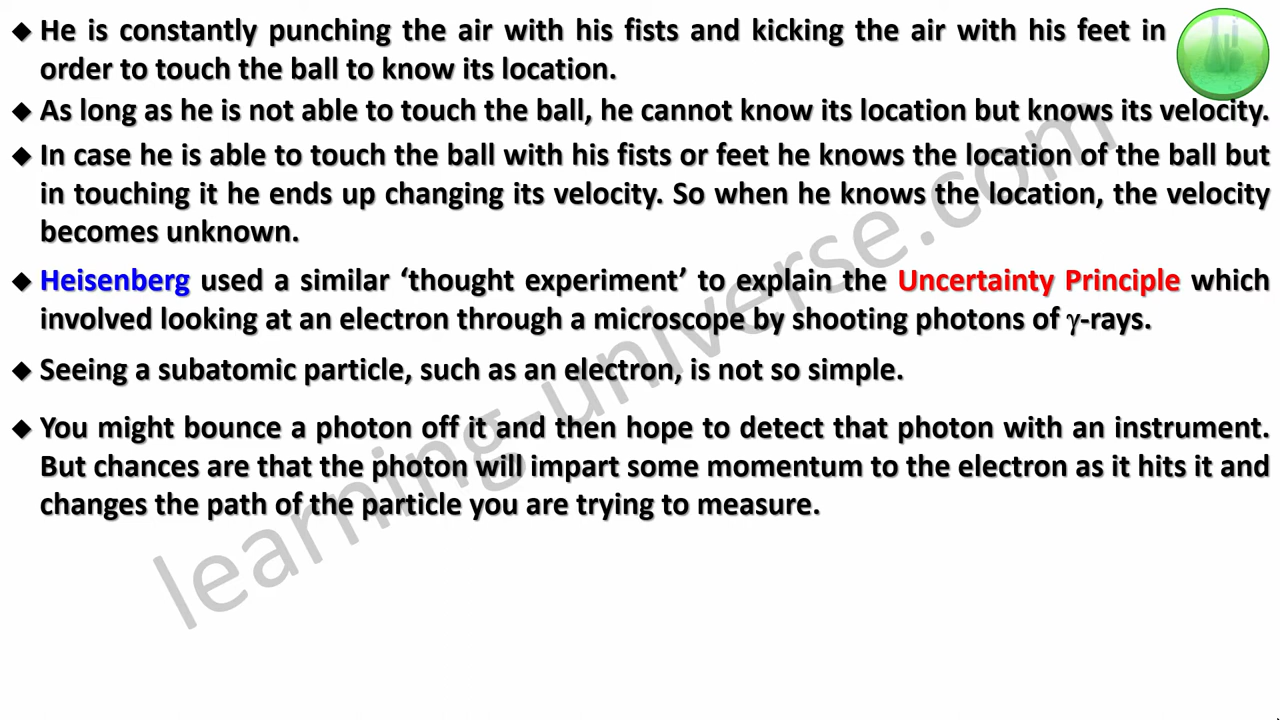 ◆ He is constantly punching the air with his fists and kicking the air with his feet in
order to touch the ball to know its location.
◆ As long as he is not able to touch the ball, he cannot know its location but knows its velocity.
◆ In case he is able to touch the ball with his fists or feet he knows the location of the ball but
in touching it he ends up changing its velocity. So when he knows the location, the velocity
becomes unknown.
◆ Heisenberg used a similar ‘thought experiment’ to explain the Uncertainty Principle which
involved looking at an electron through a microscope by shooting photons of γ-rays.
◆ Seeing a subatomic particle, such as an electron, is not so simple.
◆ You might bounce a photon off it and then hope to detect that photon with an instrument.
But chances are that the photon will impart some momentum to the electron as it hits it and
changes the path of the particle you are trying to measure.
learning-universe.com